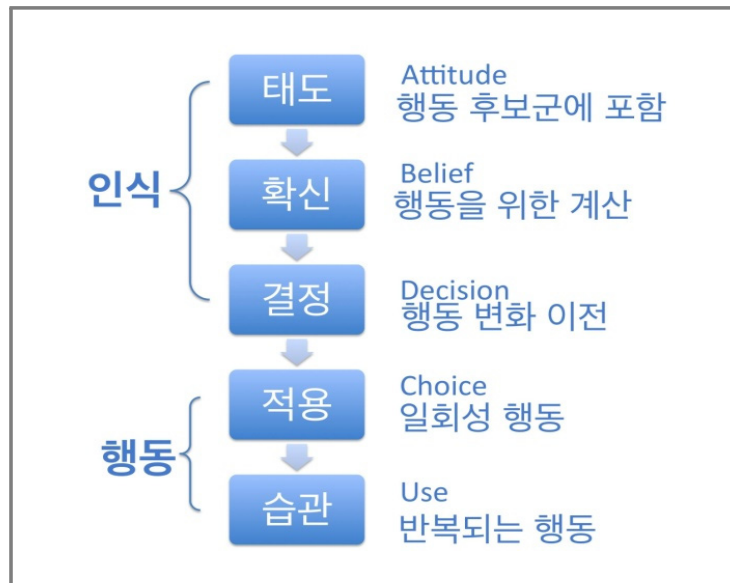 태도
Attitude
행동 후보군에 포함
인식
확신
Belief
행동을 위한 계산
결정
Decision
행동 변화 이전
적용
Choice
일회성 행동
행동
습관
Use
반복되는 행동